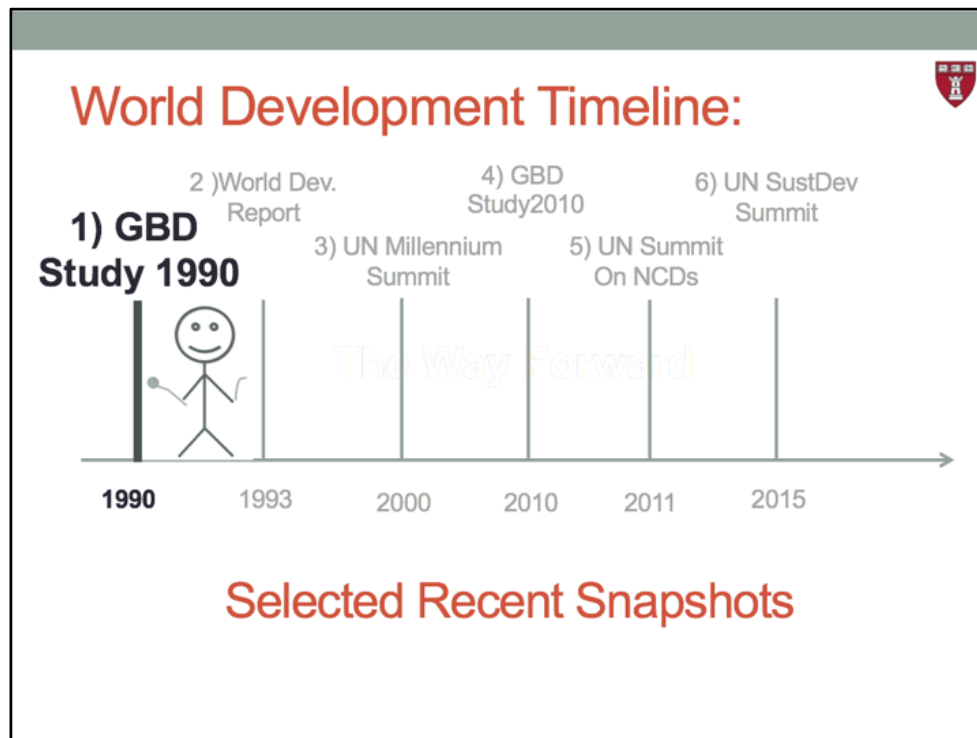 World Development Timeline:
2 )World Dev.
Report
4) GBD
Study2010
6) UN SustDev
Summit
1) GBD
Study 1990
3) UN Millennium
Summit
5) UN Summit
On NCDs
The Way Forward
1990
1993
2000
2010
2011
2015
Selected Recent Snapshots